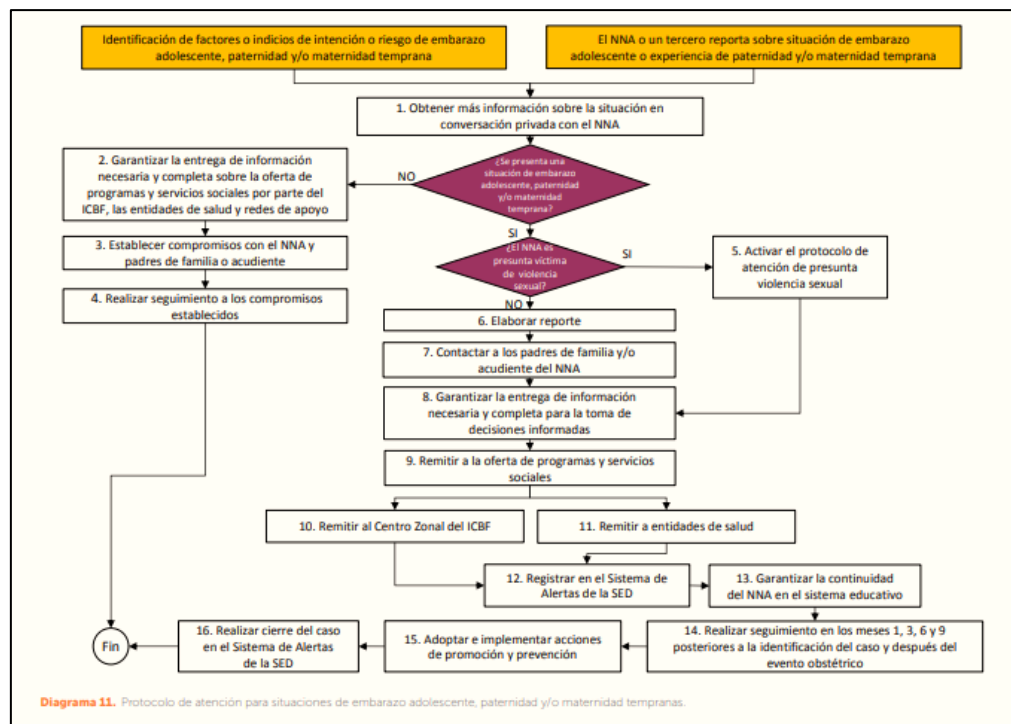 Identificación de factores o indicios de intención o riesgo de embarazo
adolescente, paternidad y/o maternidad temprana
El NNA o un tercero reporta sobre situación de embarazo
adolescente o experiencia de paternidad y/o maternidad temprana
1. Obtener más información sobre la situación en
conversación privada con el NNA
¿Se presenta una
situación de embarazo
adolescente, paternidad
y/o maternidad
temprana?
NO
2. Garantizar la entrega de información
necesaria y completa sobre la oferta de
programas y servicios sociales por parte del
ICBF, las entidades de salud y redes de apoyo
3. Establecer compromisos con el NNA y
padres de familia o acudiente
4. Realizar seguimiento a los compromisos
establecidos
SI
¿El NNA es
presunta víctima
de violencia
sexual?
SI
5. Activar el protocolo de
atención de presunta
violencia sexual
NO
6. Elaborar reporte
7. Contactar a los padres de familia y/o
acudiente del NNA
8. Garantizar la entrega de información
necesaria y completa para la toma de
decisiones informadas
9. Remitir a la oferta de programas y servicios
sociales
10. Remitir al Centro Zonal del ICBF
11. Remitir a entidades de salud
12. Registrar en el Sistema de
Alertas de la SED
13. Garantizar la continuidad
del NNA en el sistema educativo
14. Realizar seguimiento en los meses 1, 3, 6 y 9
posteriores a la identificación del caso y después del
evento obstétrico
15. Adoptar e implementar acciones
de promoción y prevención
16. Realizar cierre del caso
en el Sistema de Alertas
de la SED
Fin
Diagrama 11. Protocolo de atención para situaciones de embarazo adolescente, paternidad y/o maternidad tempranas.